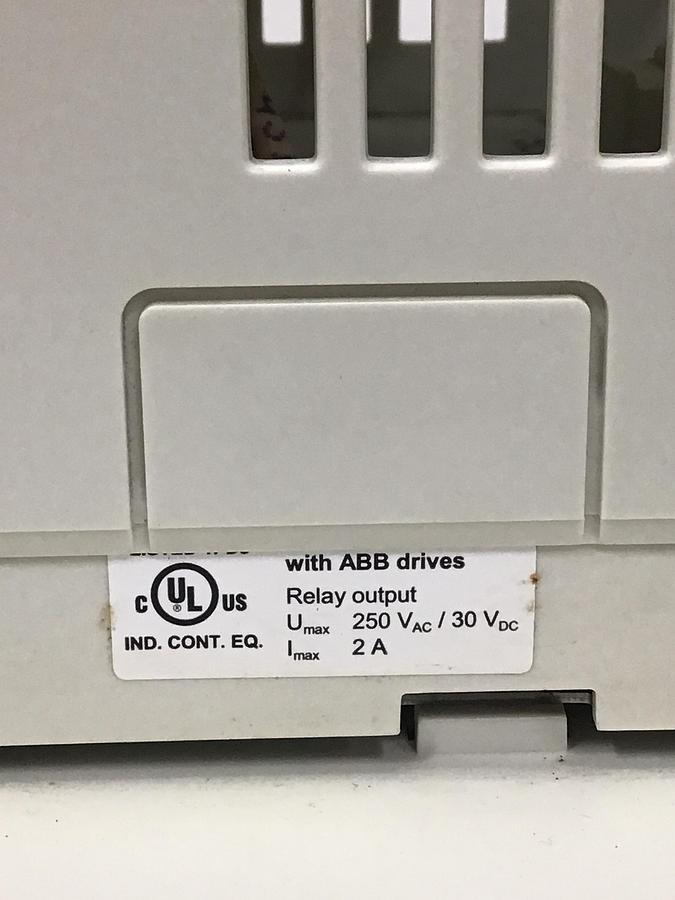 with ABB drives
C UL ® US
IND. CONT. EQ.
Relay output
Umax 250 VAC / 30 VDC
Imax 2 A